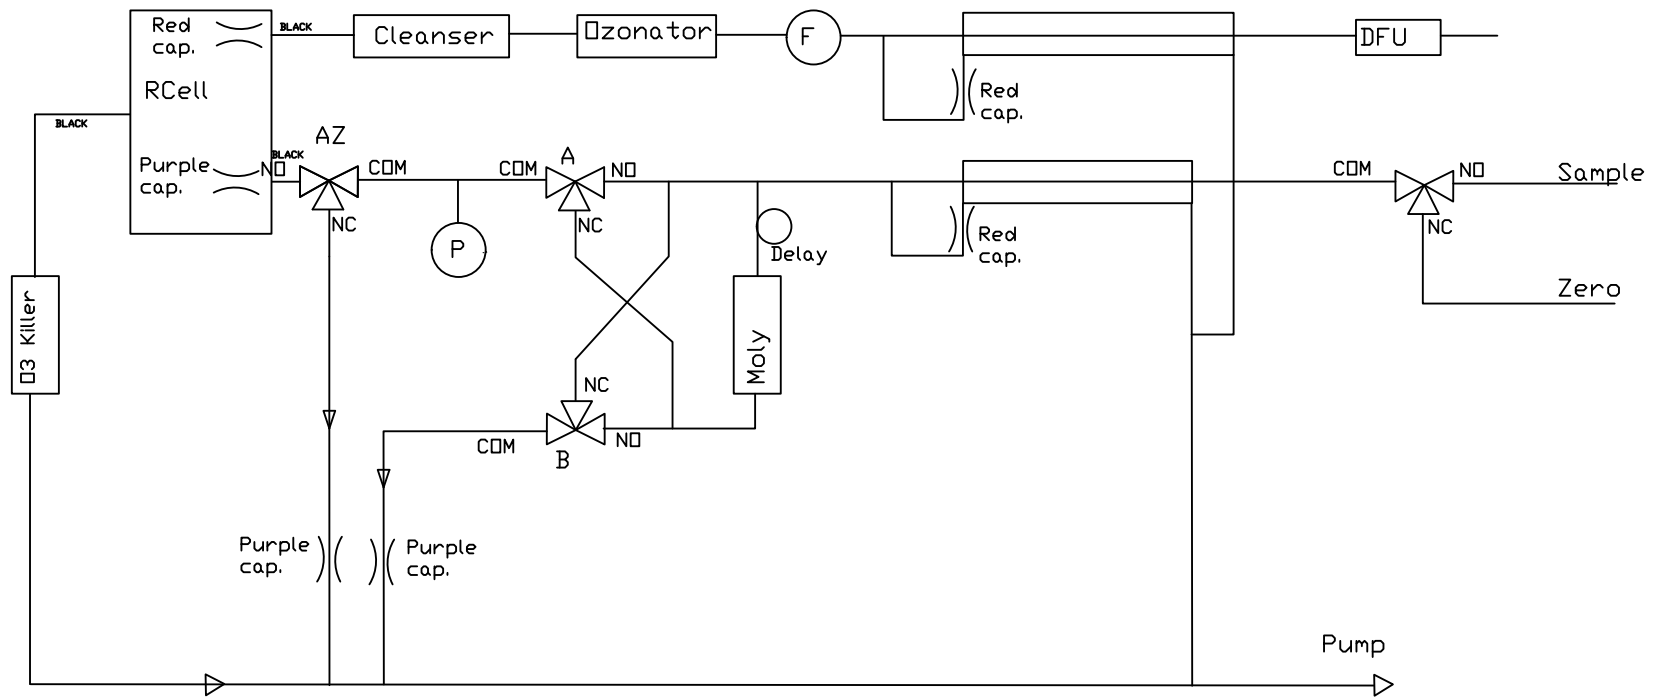 Red
cap.
BLACK
Cleanser
Ozonator
F
DFU
RCell
Red
cap.
BLACK
AZ
BLACK
Purple
cap.
NO
COM
COM
A
NO
COM
NO
Sample
NC
NC
NC
P
Delay
Red
cap.
Zero
O3 Killer
Moly
NC
COM
NO
B
Purple
cap.
Purple
cap.
Pump